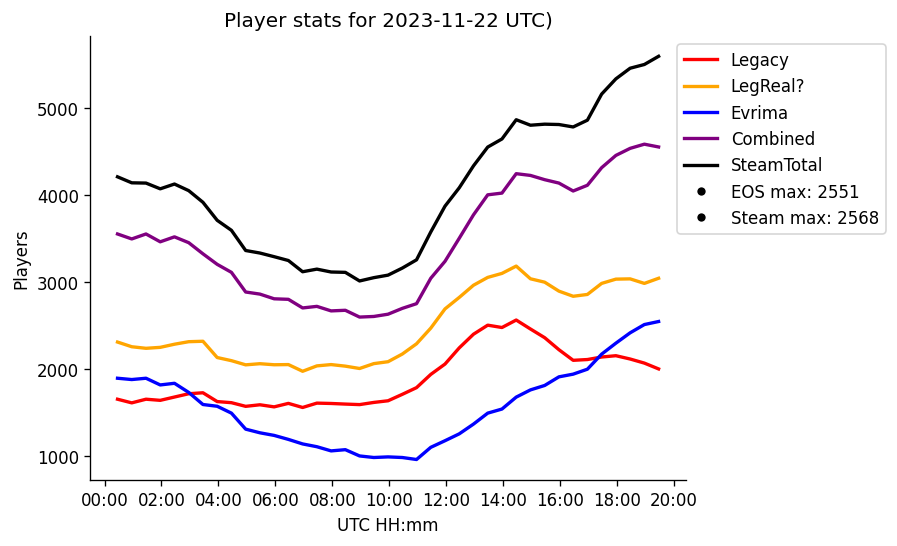 Player stats for 2023-11-22 UTC)
Legacy
LegReal?
Evrima
Combined
SteamTotal
EOS max: 2551
Steam max: 2568
Players
5000
4000
3000
2000
1000
00:00 02:00 04:00 06:00 08:00 10:00 12:00 14:00 16:00 18:00 20:00
UTC HH:mm